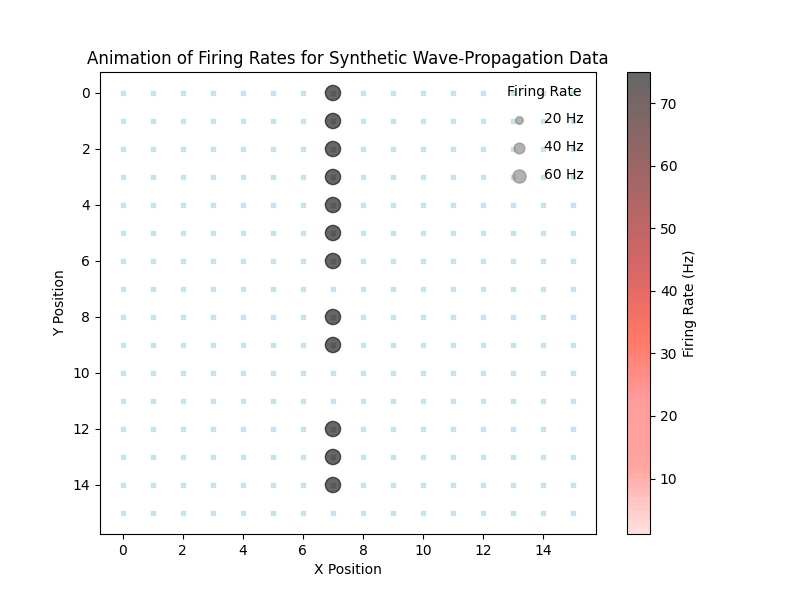 Animation of Firing Rates for Synthetic Wave-Propagation Data
Firing Rate
20 Hz
40 Hz
60 Hz
0
2
4
6
8
10
12
14
Y Position
0
2
4
6
8
10
12
14
X Position
70
60
50
40
30
20
10
Firing Rate (Hz)